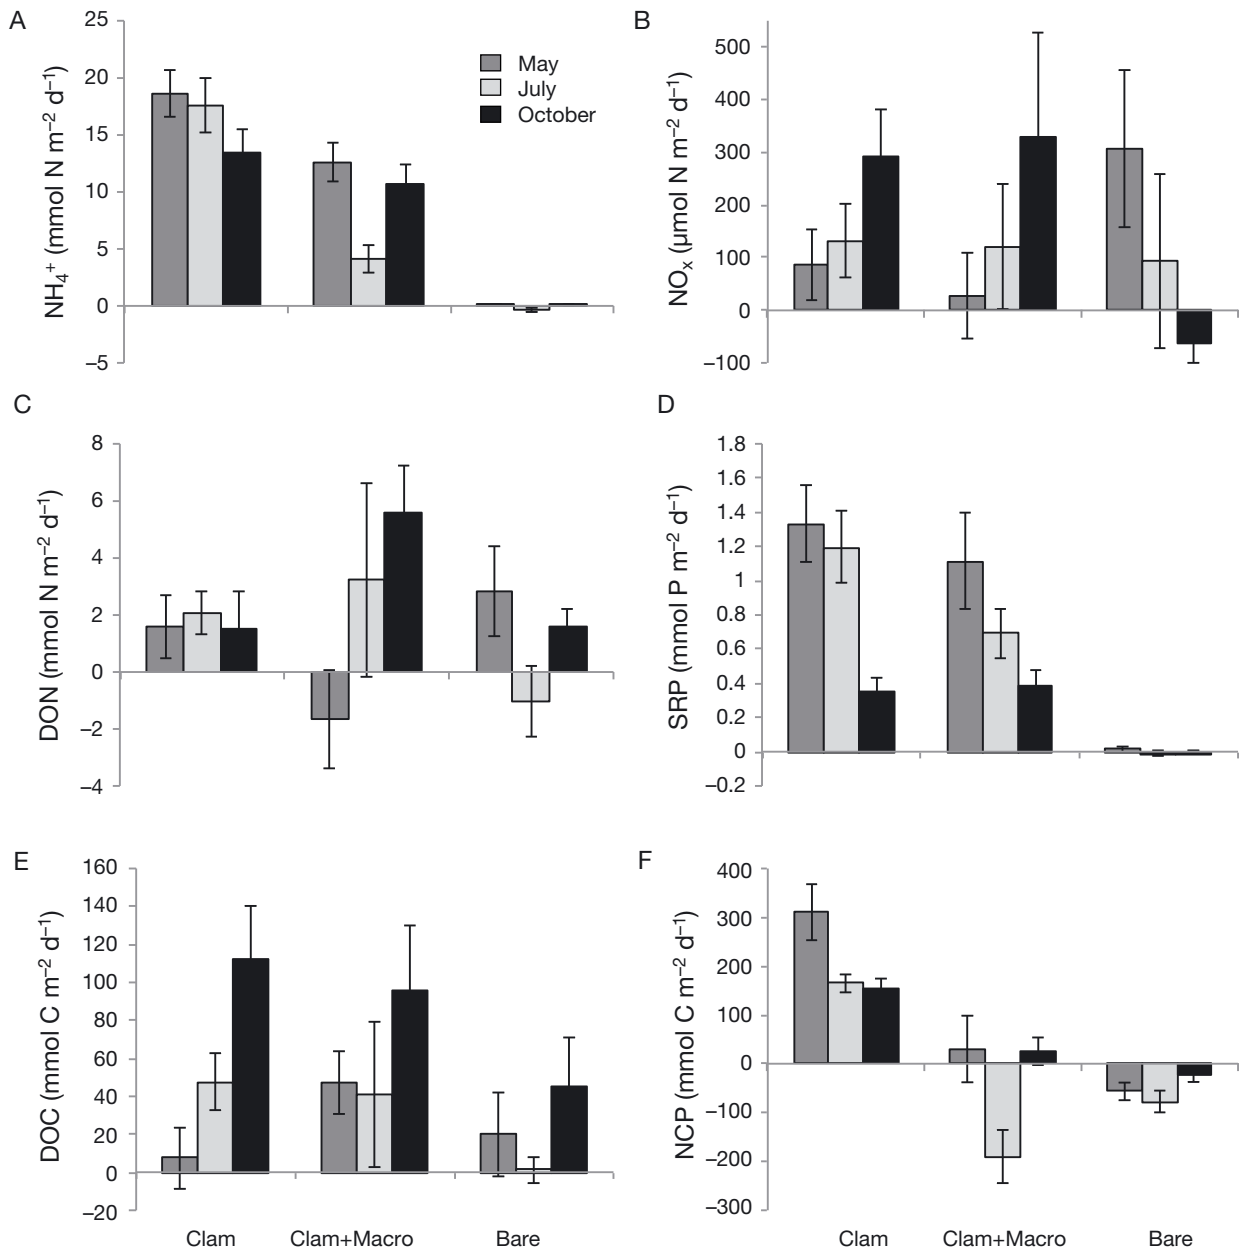 A
NH₄⁺ (mmol N m⁻² d⁻¹)
25
20
15
10
5
0
–5
May
July
October
B
NOₓ (µmol N m⁻² d⁻¹)
500
400
300
200
100
0
–100
C
DON (mmol N m⁻² d⁻¹)
8
6
4
2
0
–2
–4
D
SRP (mmol P m⁻² d⁻¹)
1.8
1.6
1.4
1.2
1
0.8
0.6
0.4
0.2
0
–0.2
E
DOC (mmol C m⁻² d⁻¹)
160
140
120
100
80
60
40
20
0
–20
Clam Clam+Macro Bare
F
NCP (mmol C m⁻² d⁻¹)
400
300
200
100
0
–100
–200
–300
Clam Clam+Macro Bare